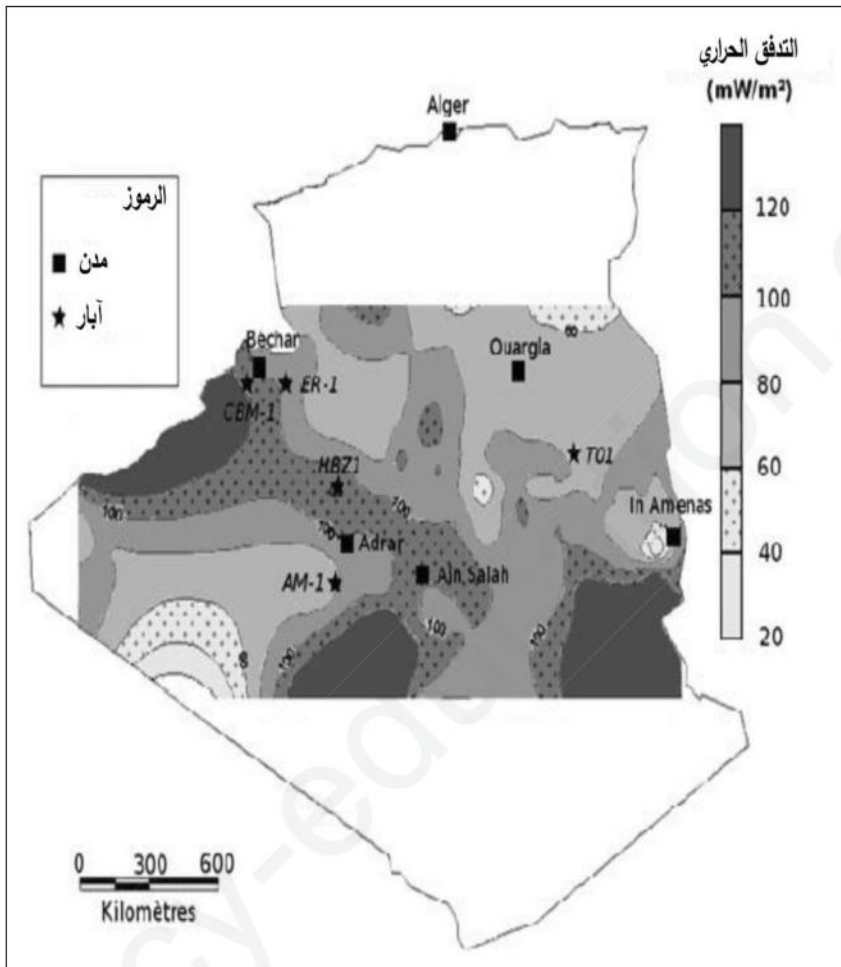 التدفق الحراري
(mW/m²)
Alger
120
100
80
60
40
20
الرموز
مدن
آبار
Bechar
CBM-1
ER-1
Ouargla
HBZ1
T01
In Amenas
100
100
Adrar
Ain Salah
AM-1
100
100
100
0 300 600
Kilomètres